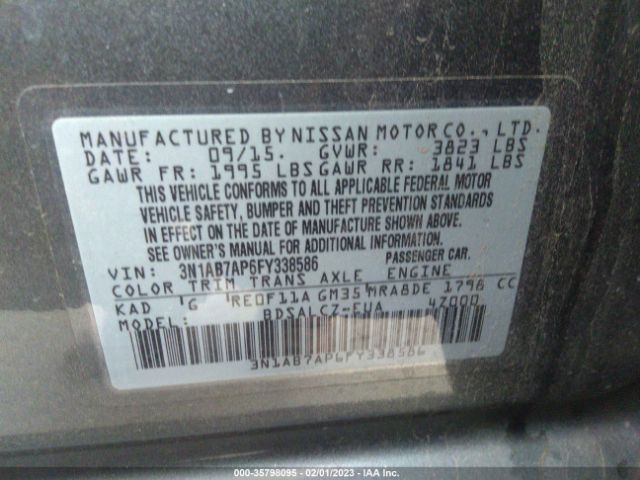 MANUFACTURED BY NISSAN MOTOR CO., LTD.
DATE: 09/15. GVWR: 3823 LBS
GAWR FR: 1995 LBS GAWR RR: 1841 LBS
THIS VEHICLE CONFORMS TO ALL APPLICABLE FEDERAL MOTOR
VEHICLE SAFETY, BUMPER AND THEFT PREVENTION STANDARDS
IN EFFECT ON THE DATE OF MANUFACTURE SHOWN ABOVE.
SEE OWNER'S MANUAL FOR ADDITIONAL INFORMATION
VIN: 3N1AB7AP6FY338586 PASSENGER CAR.
COLOR TRIM TRANS AXLE ENGINE
KAD G RE0F11A GM35 MRA8DE 1798 CC
MODEL: BDSALCZ-EUA 4Z000
3N1AB7AP6FY338586
000-35798095 - 02/01/2023 - IAA Inc.